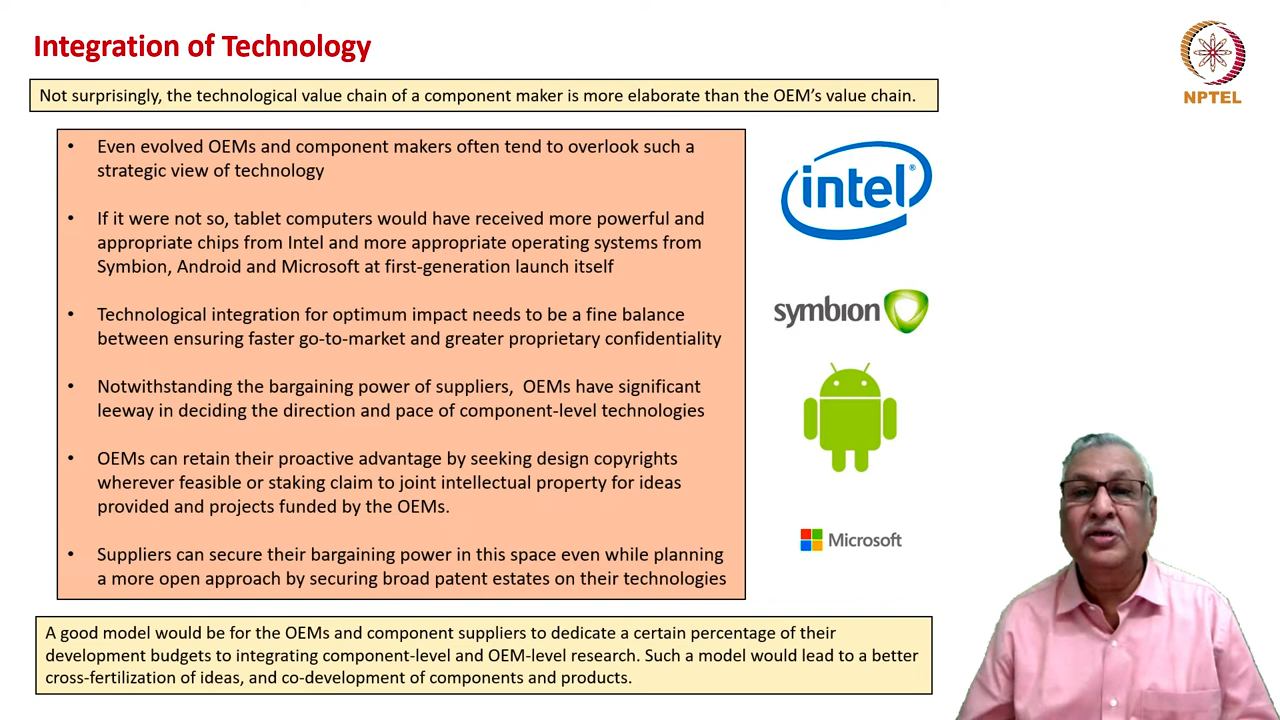 Integration of Technology
NPTEL
Not surprisingly, the technological value chain of a component maker is more elaborate than the OEM's value chain.
• Even evolved OEMs and component makers often tend to overlook such a
strategic view of technology
• If it were not so, tablet computers would have received more powerful and
appropriate chips from Intel and more appropriate operating systems from
Symbion, Android and Microsoft at first-generation launch itself
• Technological integration for optimum impact needs to be a fine balance
between ensuring faster go-to-market and greater proprietary confidentiality
• Notwithstanding the bargaining power of suppliers, OEMs have significant
leeway in deciding the direction and pace of component-level technologies
• OEMs can retain their proactive advantage by seeking design copyrights
wherever feasible or staking claim to joint intellectual property for ideas
provided and projects funded by the OEMs.
• Suppliers can secure their bargaining power in this space even while planning
a more open approach by securing broad patent estates on their technologies
intel®
symbion
Microsoft
A good model would be for the OEMs and component suppliers to dedicate a certain percentage of their
development budgets to integrating component-level and OEM-level research. Such a model would lead to a better
cross-fertilization of ideas, and co-development of components and products.